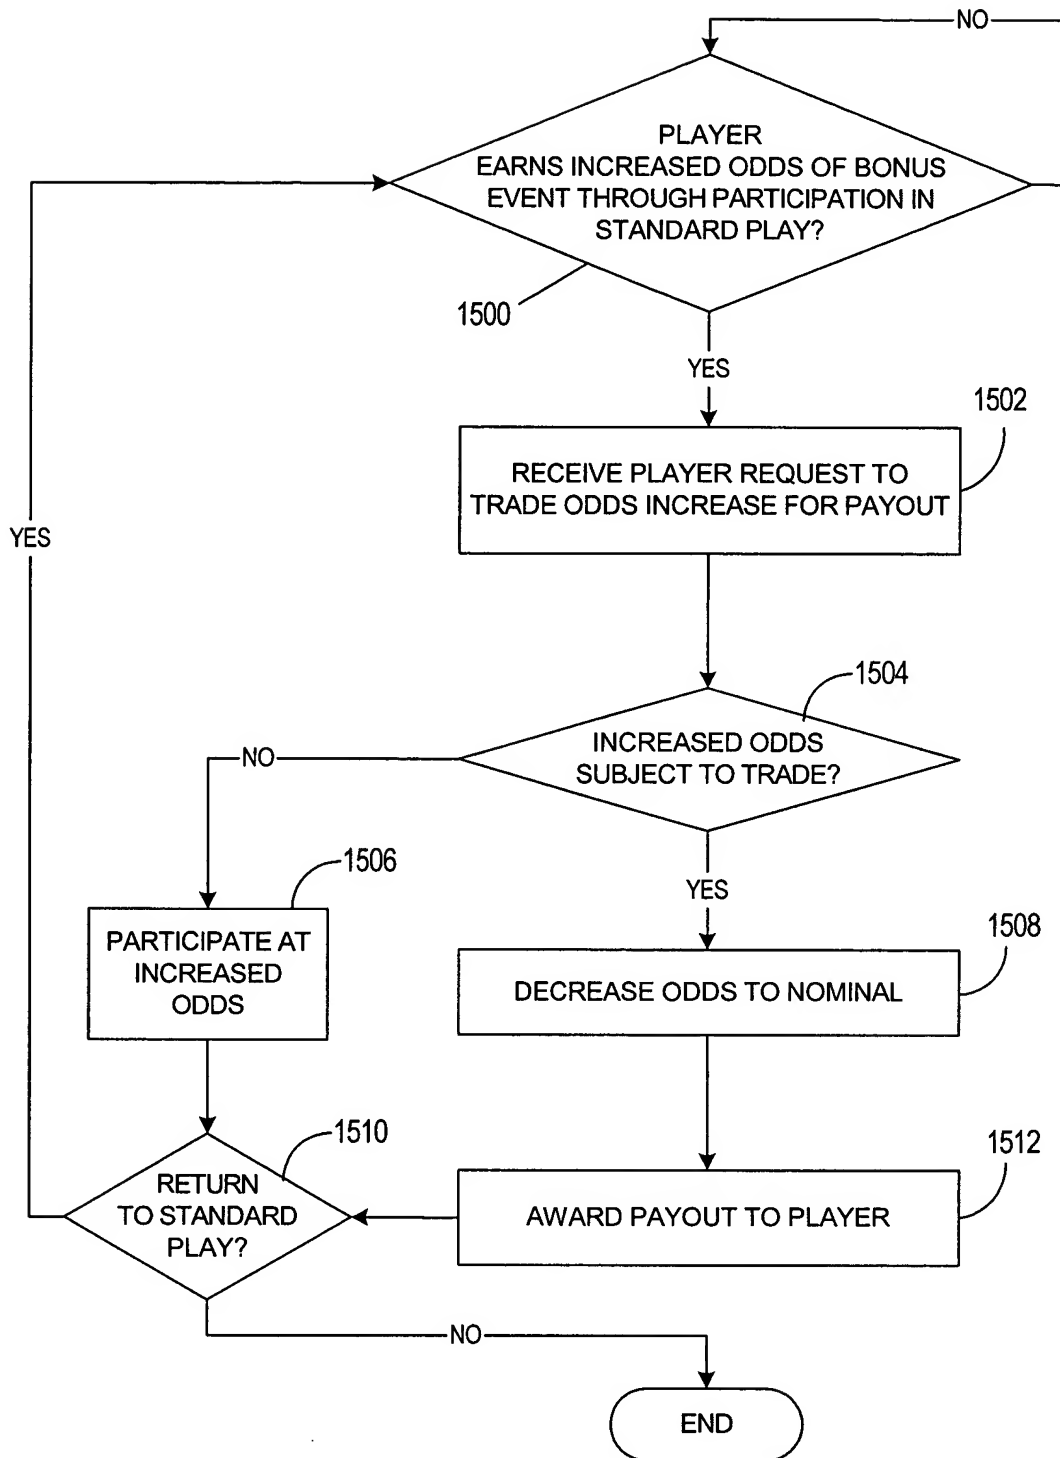 NO
PLAYER
EARNS INCREASED ODDS OF BONUS
EVENT THROUGH PARTICIPATION IN
STANDARD PLAY?
1500
YES
1502
RECEIVE PLAYER REQUEST TO
TRADE ODDS INCREASE FOR PAYOUT
YES
1504
INCREASED ODDS
SUBJECT TO TRADE?
NO
1506
YES
PARTICIPATE AT
INCREASED
ODDS
1508
DECREASE ODDS TO NOMINAL
1510
RETURN
TO STANDARD
PLAY?
1512
AWARD PAYOUT TO PLAYER
NO
END